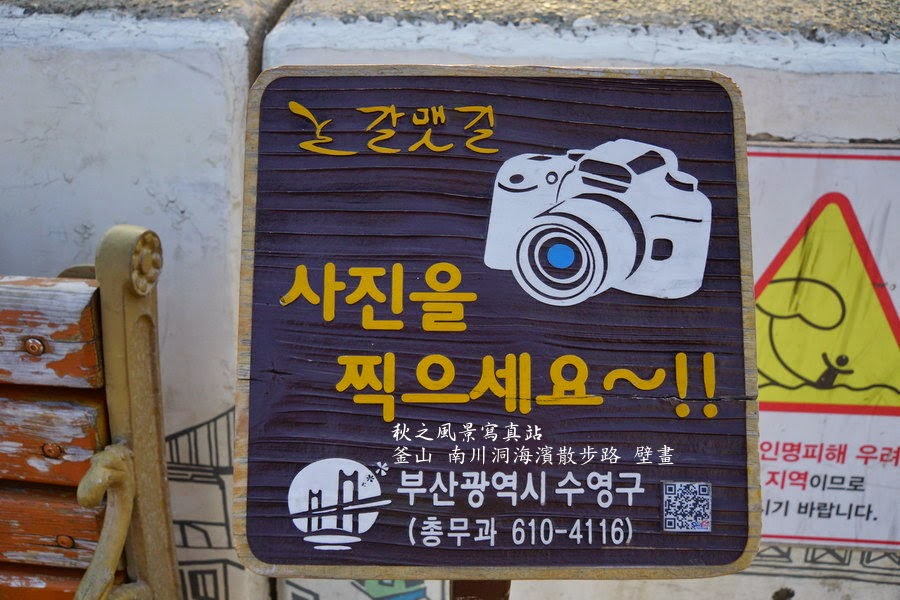 갈맷길
사진을
찍으세요~!!
秋之風景寫真站
釜山 南川洞海濱散步路 壁畫
부산광역시 수영구
(총무과 610-4116)
인명피해 우려
지역이므로
시기 바랍니다.